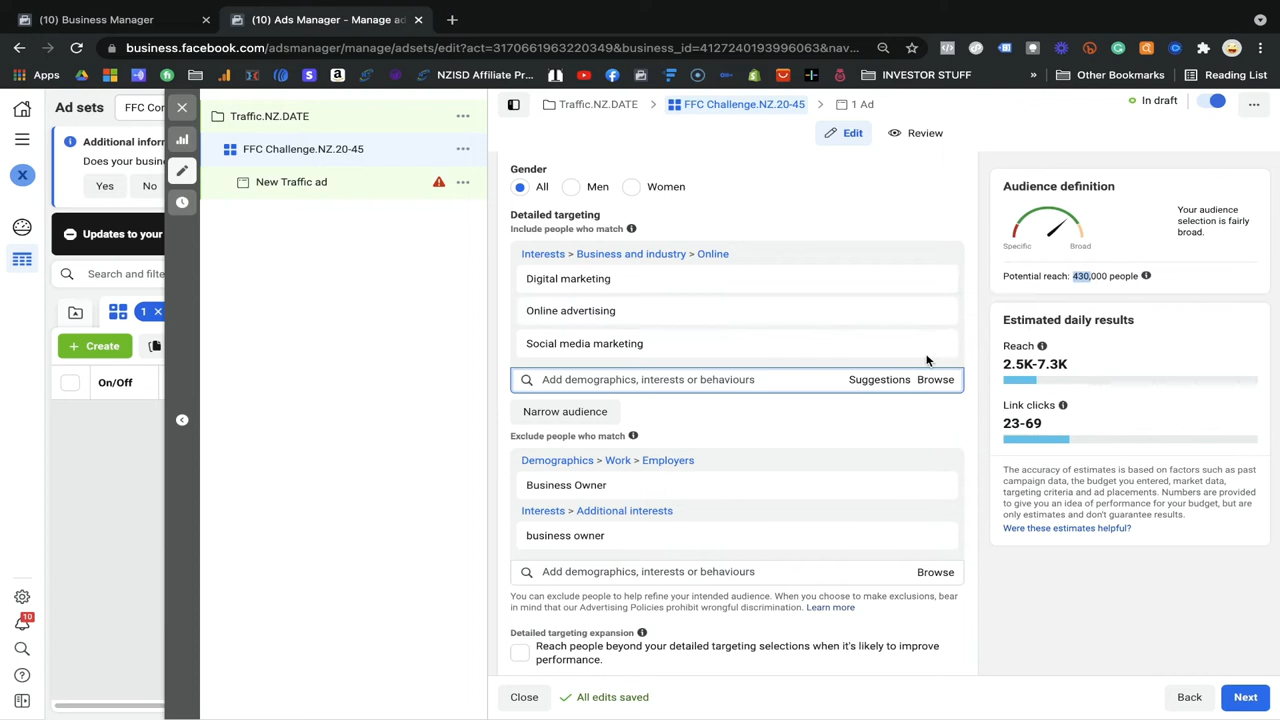 (10) Business Manager
(10) Ads Manager - Manage ad
business.facebook.com/adsmanager/manage/adsets/edit?act=3170661963220349&business_id=4127240193996063&nav...
Apps
NZISD Affiliate Pr...
INVESTOR STUFF
»
Other Bookmarks
Reading List
Ad sets
FFC Cor
Additional inforn
Does your busin
Yes
No
Updates to your
Search and filte
1
Create
On/Off
10
Traffic.NZ.DATE
FFC Challenge.NZ.20-45
New Traffic ad
Traffic.NZ.DATE
FFC Challenge.NZ.20-45
1 Ad
In draft
Edit
Review
Gender
All
Men
Women
Detailed targeting
Include people who match
Interests > Business and industry > Online
Digital marketing
Online advertising
Social media marketing
Add demographics, interests or behaviours
Suggestions
Browse
Narrow audience
Exclude people who match
Demographics > Work > Employers
Business Owner
Interests > Additional interests
business owner
Add demographics, interests or behaviours
Browse
You can exclude people to help refine your intended audience. When you choose to make exclusions, bear
in mind that our Advertising Policies prohibit wrongful discrimination. Learn more
Detailed targeting expansion
Reach people beyond your detailed targeting selections when it's likely to improve
performance.
Close
All edits saved
Back
Next
Audience definition
Specific
Broad
Your audience
selection is fairly
broad.
Potential reach: 430,000 people
Estimated daily results
Reach
2.5K-7.3K
Link clicks
23-69
The accuracy of estimates is based on factors such as past
campaign data, the budget you entered, market data,
targeting criteria and ad placements. Numbers are provided
to give you an idea of performance for your budget, but are
only estimates and don't guarantee results.
Were these estimates helpful?